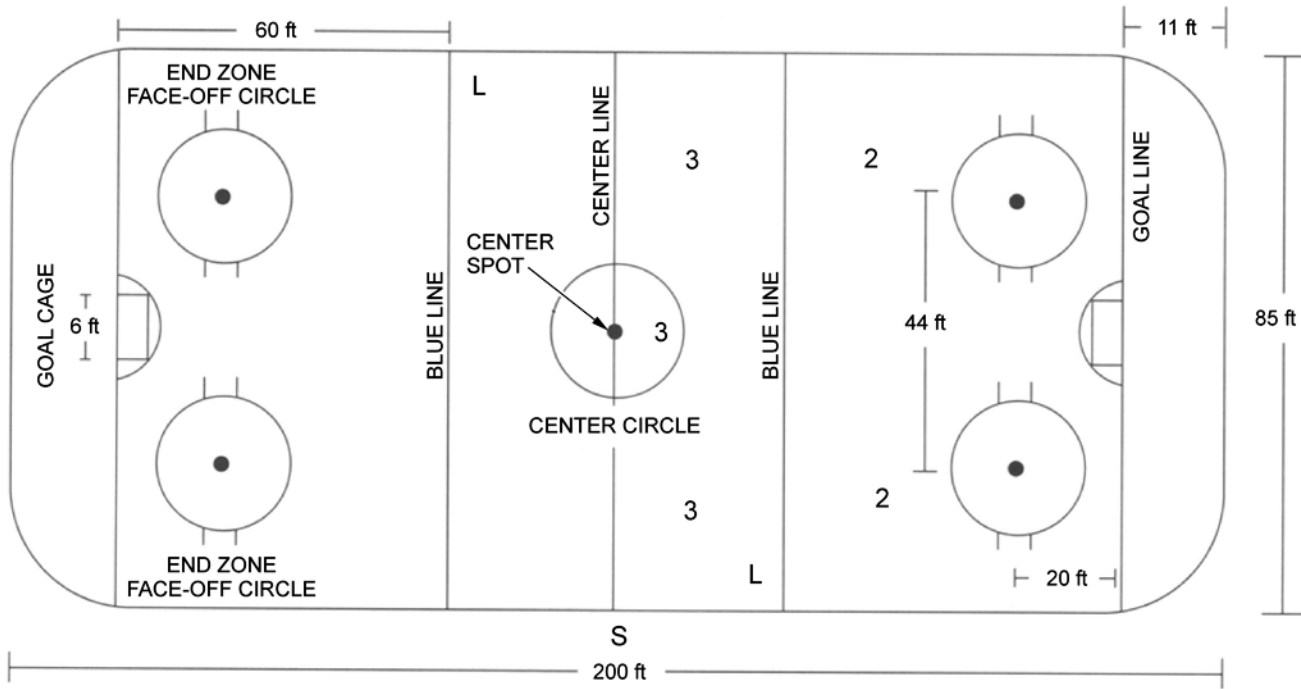 60 ft
11 ft
END ZONE
FACE-OFF CIRCLE
L
CENTER LINE
3
2
GOAL LINE
CENTER
SPOT
GOAL CAGE
6 ft
BLUE LINE
3
BLUE LINE
44 ft
85 ft
CENTER CIRCLE
3
2
END ZONE
FACE-OFF CIRCLE
L
20 ft
S
200 ft